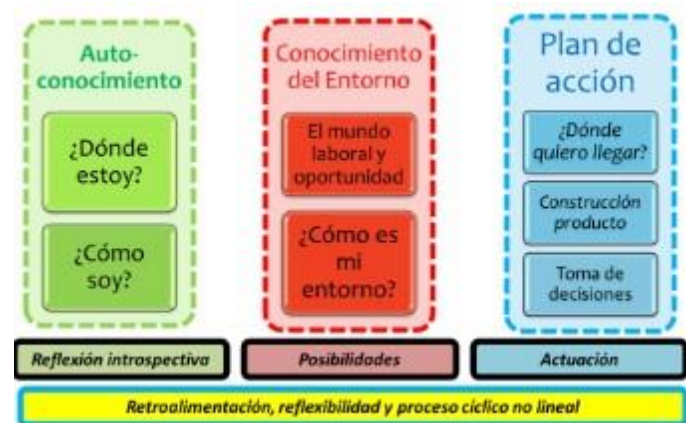 Auto-
conocimiento
¿Dónde
estoy?
¿Cómo
soy?
Conocimiento
del Entorno
El mundo
laboral y
oportunidad
¿Cómo es
mi
entorno?
Plan de
acción
¿Dónde
quiero llegar?
Construcción
producto
Toma de
decisiones
Reflexión introspectiva
Posibilidades
Actuación
Retroalimentación, reflexibilidad y proceso cíclico no lineal